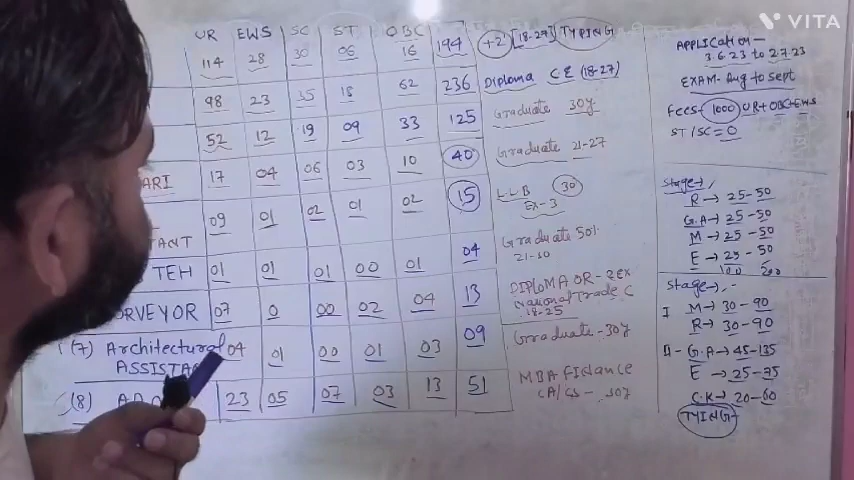 VITA
UR EWS SC ST OBC
114 28 30 06 16 194 +2 [18-27] TYPING
98 23 35 18 62 236 Diploma CE (18-27)
52 12 19 09 33 125 Graduate 30y
ARI 17 04 06 03 10 40 Graduate 21-27
09 01 02 01 02 15 L.L.B 30
EX-3
TANT
TEH 01 01 01 00 01 04 Graduate 50%
21-30
RVEYOR 07 0 00 02 04 13 DIPLOMA OR - 2EX
National Trade C
18-25
(7) Architectural 04 01 00 01 03 09 Graduate-30y
ASSISTA
(8) 23 05 07 03 13 51 MBA Finance
CA/CS - 30y
APPLICATION-
3.6.23 to 2.7.23
EXAM- Aug to Sept
Fees- 1000 UR+OBC+EWS
ST/SC = 0
Stage→ 1
R → 25-50
G.A → 25-50
M → 25-50
E → 25-50
100 200
Stage→ -
I M → 30-90
R → 30-90
II - G.A → 45-135
E → 25-75
C.K → 20-60
TYPING